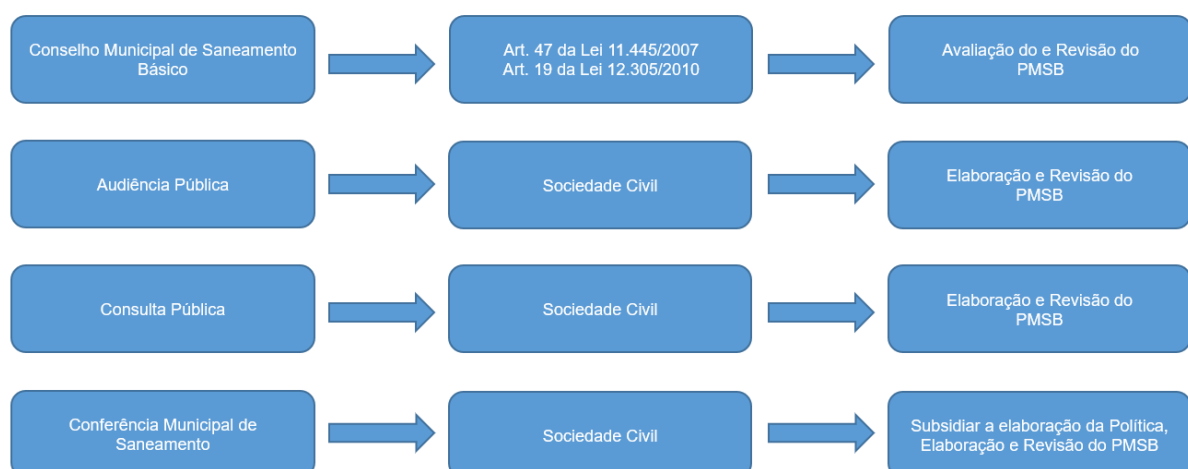 Conselho Municipal de Saneamento
Básico
Art. 47 da Lei 11.445/2007
Art. 19 da Lei 12.305/2010
Avaliação do e Revisão do
PMSB
Audiência Pública
Sociedade Civil
Elaboração e Revisão do
PMSB
Consulta Pública
Sociedade Civil
Elaboração e Revisão do
PMSB
Conferência Municipal de
Saneamento
Sociedade Civil
Subsidiar a elaboração da Política,
Elaboração e Revisão do PMSB